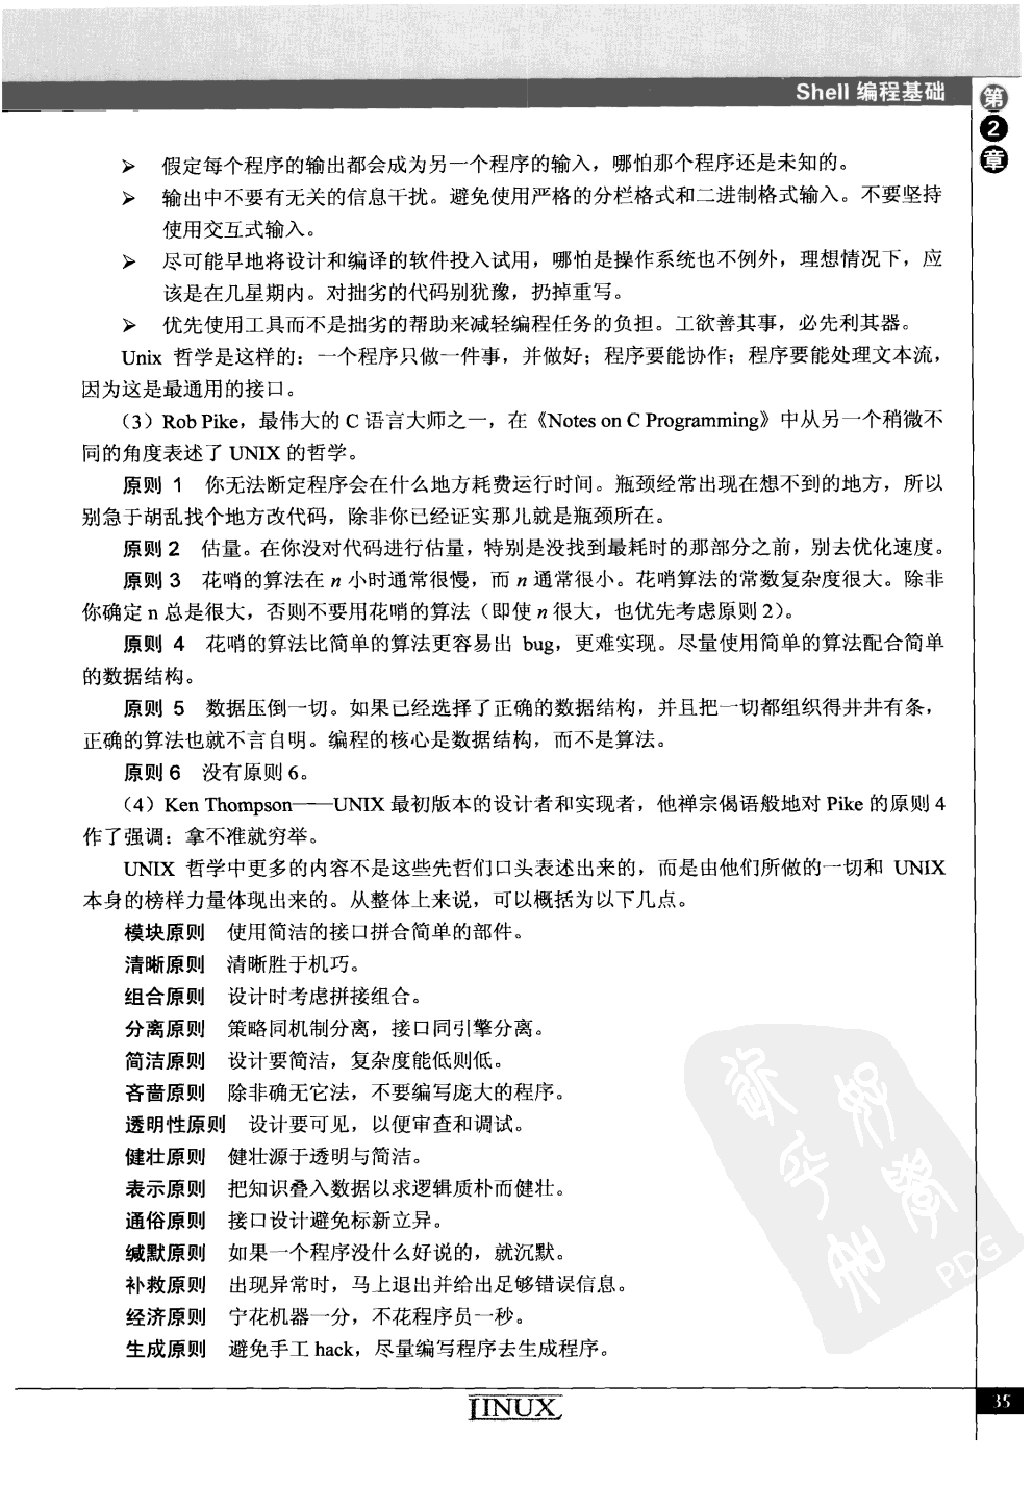 Shell 编程基础
第2章
➢ 假定每个程序的输出都会成为另一个程序的输入，哪怕那个程序还是未知的。
➢ 输出中不要有无关的信息干扰。避免使用严格的分栏格式和二进制格式输入。不要坚持
使用交互式输入。
➢ 尽可能早地将设计和编译的软件投入试用，哪怕是操作系统也不例外，理想情况下，应
该是在几星期内。对拙劣的代码别犹豫，扔掉重写。
➢ 优先使用工具而不是拙劣的帮助来减轻编程任务的负担。工欲善其事，必先利其器。
Unix 哲学是这样的：一个程序只做一件事，并做好；程序要能协作；程序要能处理文本流，
因为这是最通用的接口。
（3）Rob Pike，最伟大的 C 语言大师之一，在《Notes on C Programming》中从另一个稍微不
同的角度表述了 UNIX 的哲学。
原则 1 你无法断定程序会在什么地方耗费运行时间。瓶颈经常出现在想不到的地方，所以
别急于胡乱找个地方改代码，除非你已经证实那儿就是瓶颈所在。
原则 2 估量。在你没对代码进行估量，特别是没找到最耗时的那部分之前，别去优化速度。
原则 3 花哨的算法在 n 小时通常很慢，而 n 通常很小。花哨算法的常数复杂度很大。除非
你确定 n 总是很大，否则不要用花哨的算法（即使 n 很大，也优先考虑原则 2）。
原则 4 花哨的算法比简单的算法更容易出 bug，更难实现。尽量使用简单的算法配合简单
的数据结构。
原则 5 数据压倒一切。如果已经选择了正确的数据结构，并且把一切都组织得井井有条，
正确的算法也就不言自明。编程的核心是数据结构，而不是算法。
原则 6 没有原则 6。
（4）Ken Thompson——UNIX 最初版本的设计者和实现者，他禅宗偈语般地对 Pike 的原则 4
作了强调：拿不准就穷举。
UNIX 哲学中更多的内容不是这些先哲们口头表述出来的，而是由他们所做的一切和 UNIX
本身的榜样力量体现出来的。从整体上来说，可以概括为以下几点。
模块原则 使用简洁的接口拼合简单的部件。
清晰原则 清晰胜于机巧。
组合原则 设计时考虑拼接组合。
分离原则 策略同机制分离，接口同引擎分离。
简洁原则 设计要简洁，复杂度能低则低。
吝啬原则 除非确无它法，不要编写庞大的程序。
透明性原则 设计要可见，以便审查和调试。
健壮原则 健壮源于透明与简洁。
表示原则 把知识叠入数据以求逻辑质朴而健壮。
通俗原则 接口设计避免标新立异。
缄默原则 如果一个程序没什么好说的，就沉默。
补救原则 出现异常时，马上退出并给出足够错误信息。
经济原则 宁花机器一分，不花程序员一秒。
生成原则 避免手工 hack，尽量编写程序去生成程序。
PDG
LINUX
35